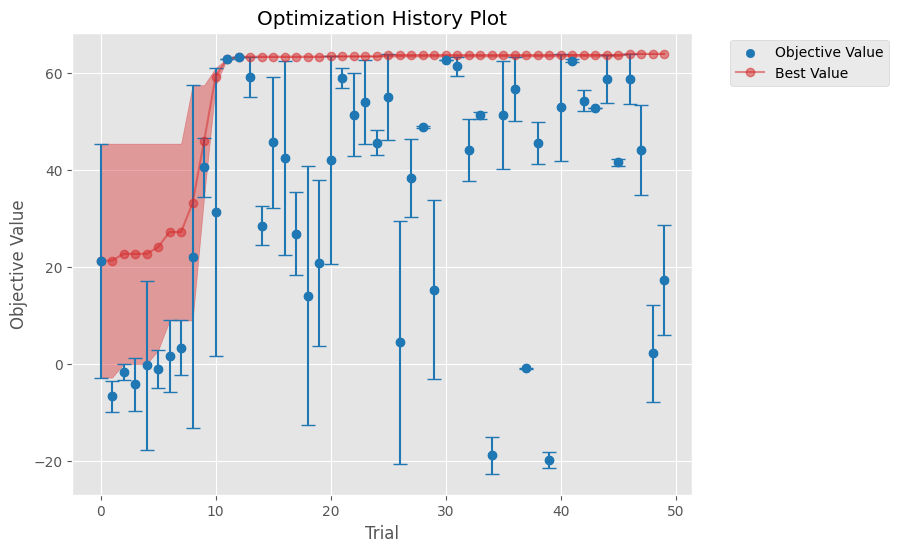 Optimization History Plot
Objective Value
Best Value
Objective Value
60
40
20
0
−20
0 10 20 30 40 50
Trial